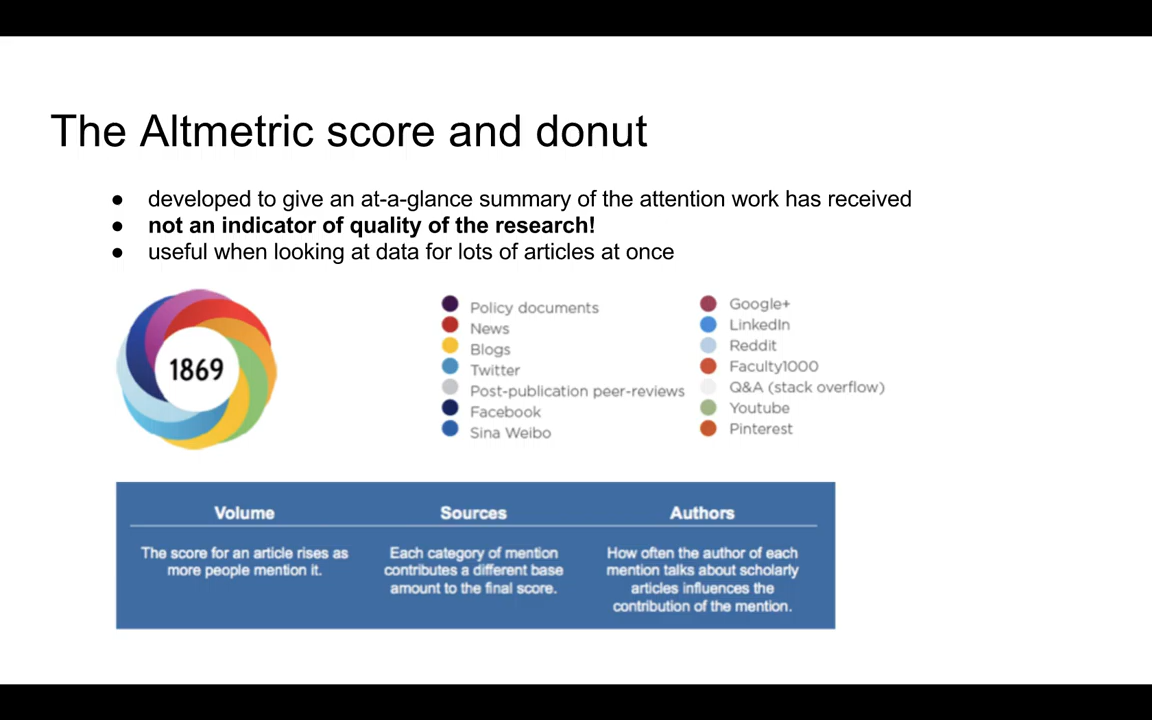 The Altmetric score and donut
● developed to give an at-a-glance summary of the attention work has received
● not an indicator of quality of the research!
● useful when looking at data for lots of articles at once
1869
Policy documents
News
Blogs
Twitter
Post-publication peer-reviews
Facebook
Sina Weibo
Google+
LinkedIn
Reddit
Faculty1000
Q&A (stack overflow)
Youtube
Pinterest
Volume
The score for an article rises as
more people mention it.
Sources
Each category of mention
contributes a different base
amount to the final score.
Authors
How often the author of each
mention talks about scholarly
articles influences the
contribution of the mention.